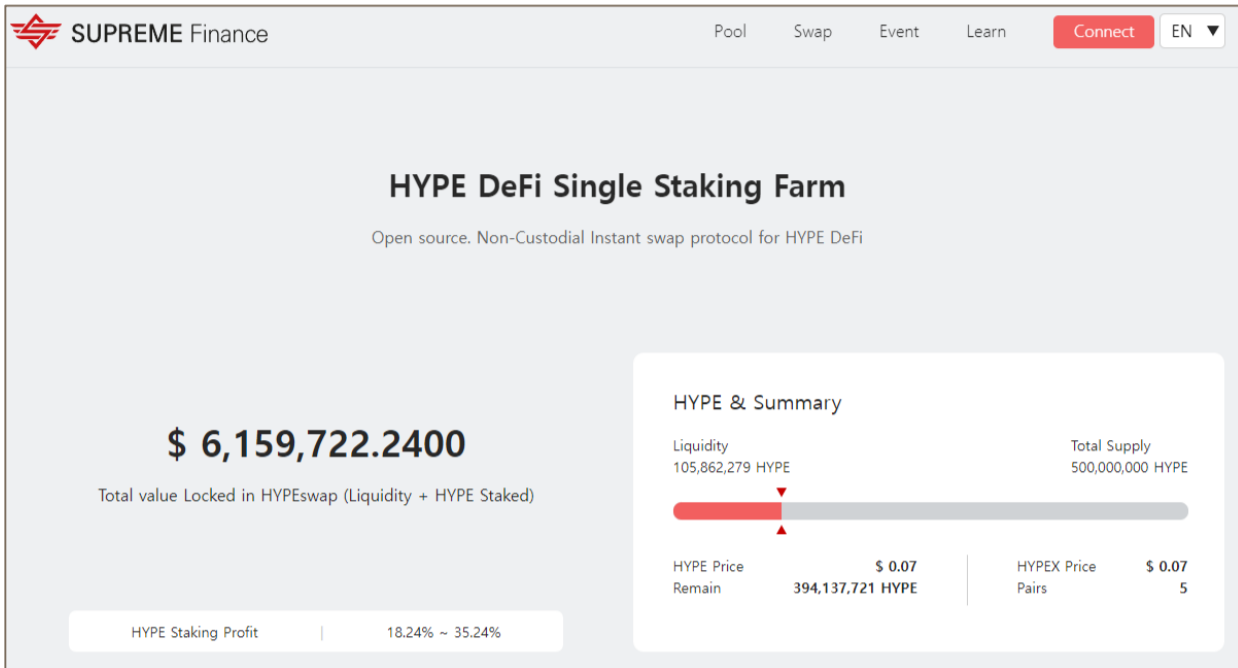 SUPREME Finance
Pool Swap Event Learn Connect EN ▼
HYPE DeFi Single Staking Farm
Open source. Non-Custodial Instant swap protocol for HYPE DeFi
$ 6,159,722.2400
Total value Locked in HYPEswap (Liquidity + HYPE Staked)
HYPE Staking Profit | 18.24% ~ 35.24%
HYPE & Summary
Liquidity Total Supply
105,862,279 HYPE 500,000,000 HYPE
HYPE Price $ 0.07 HYPEX Price $ 0.07
Remain 394,137,721 HYPE Pairs 5